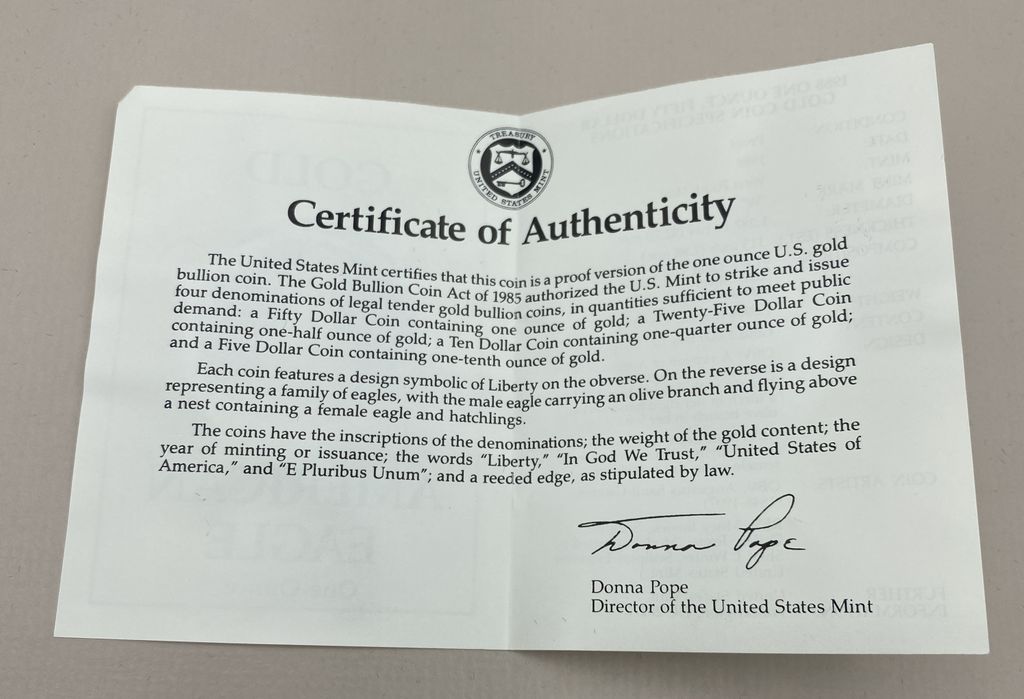 TREASURY
UNITED STATES MINT
Certificate of Authenticity
The United States Mint certifies that this coin is a proof version of the one ounce U.S. gold
bullion coin. The Gold Bullion Coin Act of 1985 authorized the U.S. Mint to strike and issue
four denominations of legal tender gold bullion coins, in quantities sufficient to meet public
demand: a Fifty Dollar Coin containing one ounce of gold; a Twenty-Five Dollar Coin
containing one-half ounce of gold; a Ten Dollar Coin containing one-quarter ounce of gold;
and a Five Dollar Coin containing one-tenth ounce of gold.
Each coin features a design symbolic of Liberty on the obverse. On the reverse is a design
representing a family of eagles, with the male eagle carrying an olive branch and flying above
a nest containing a female eagle and hatchlings.
The coins have the inscriptions of the denominations; the weight of the gold content; the
year of minting or issuance; the words “Liberty,” “In God We Trust,” “United States of
America,” and “E Pluribus Unum”; and a reeded edge, as stipulated by law.
Donna Pope
Donna Pope
Director of the United States Mint